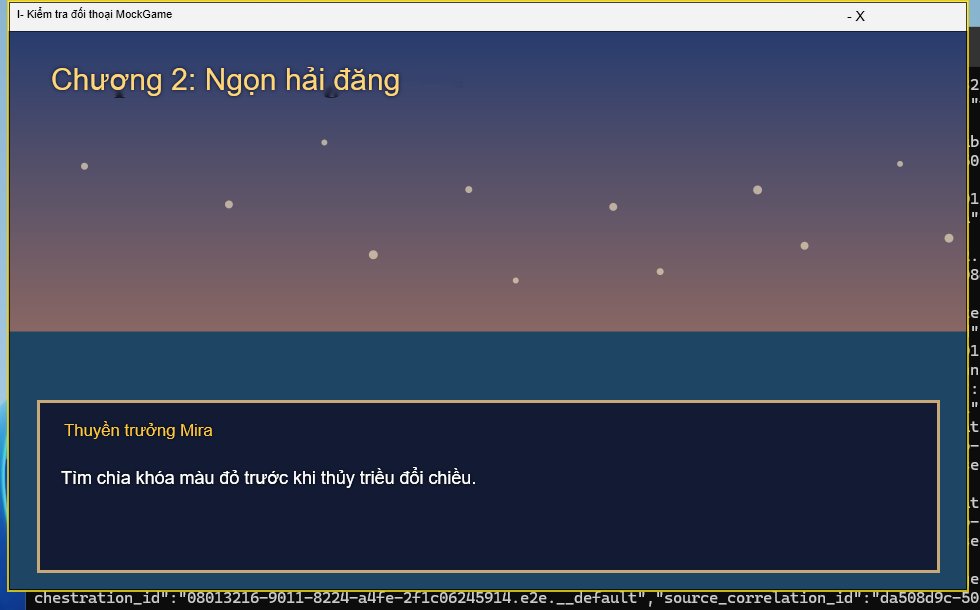 I- Kiểm tra đối thoại MockGame
- X
Chương 2: Ngọn hải đăng
Thuyền trưởng Mira
Tìm chìa khóa màu đỏ trước khi thủy triều đổi chiều.
chestration_id":"08013216-9011-8224-a4fe-2f1c06245914.e2e.__default","source_correlation_id":"da508d9c-5